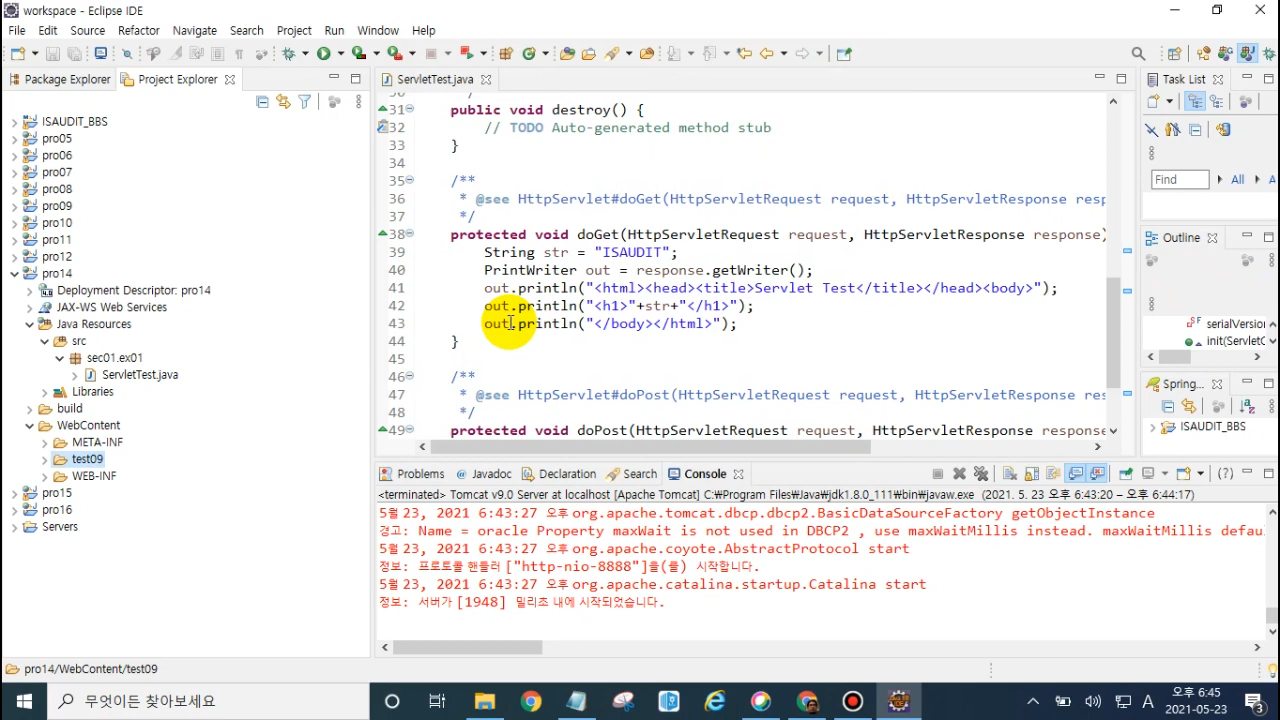 workspace - Eclipse IDE
File Edit Source Refactor Navigate Search Project Run Window Help
Package Explorer Project Explorer
ServletTest.java
Task List
ISAUDIT_BBS
pro05
pro06
pro07
pro08
pro09
pro10
pro11
pro12
pro14
Deployment Descriptor: pro14
JAX-WS Web Services
Java Resources
src
sec01.ex01
ServletTest.java
Libraries
build
WebContent
META-INF
test09
WEB-INF
pro15
pro16
Servers
31 public void destroy() {
32 // TODO Auto-generated method stub
33 }
34
35 /**
36 * @see HttpServlet#doGet(HttpServletRequest request, HttpServletResponse resp
37 */
38 protected void doGet(HttpServletRequest request, HttpServletResponse response)
39 String str = "ISAUDIT";
40 PrintWriter out = response.getWriter();
41 out.println("<html><head><title>Servlet Test</title></head><body>");
42 out.println("<h1>"+str+"</h1>");
43 out.println("</body></html>");
44 }
45
46 /**
47 * @see HttpServlet#doPost(HttpServletRequest request, HttpServletResponse res
48 */
49 protected void doPost(HttpServletRequest request, HttpServletResponse response
Find All A
Outline
serialVersion
init(ServletC
Spring...
ISAUDIT_BBS
Problems Javadoc Declaration Search Console
<terminated> Tomcat v9.0 Server at localhost [Apache Tomcat] C:\Program Files\Java\jdk1.8.0_111\bin\javaw.exe (2021. 5. 23 오후 6:43:20 – 오후 6:44:17)
5월 23, 2021 6:43:27 오후 org.apache.tomcat.dbcp.dbcp2.BasicDataSourceFactory getObjectInstance
경고: Name = oracle Property maxWait is not used in DBCP2 , use maxWaitMillis instead. maxWaitMillis defau
5월 23, 2021 6:43:27 오후 org.apache.coyote.AbstractProtocol start
정보: 프로토콜 핸들러 ["http-nio-8888"]을(를) 시작합니다.
5월 23, 2021 6:43:27 오후 org.apache.catalina.startup.Catalina start
정보: 서버가 [1948] 밀리초 내에 시작되었습니다.
pro14/WebContent/test09
무엇이든 찾아보세요
A
오후 6:45
2021-05-23
3